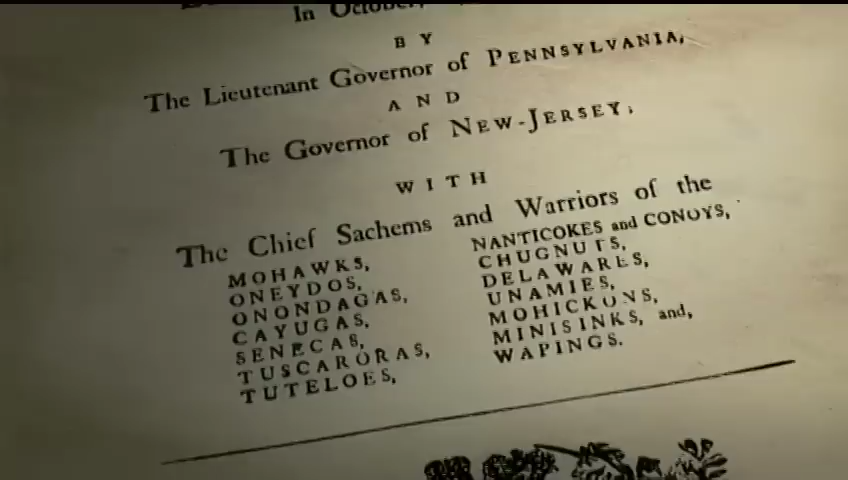 In October,
BY
The Lieutenant Governor of PENNSYLVANIA,
AND
The Governor of NEW-JERSEY;
WITH
The Chief Sachems and Warriors of the
MOHAWKS,
ONEYDOS,
ONONDAGAS,
CAYUGAS,
SENECAS,
TUSCARORAS,
TUTELOES,
NANTICOKES and CONOYS,
CHUGNUTS,
DELAWARES,
UNAMIES,
MOHICKONS,
MINISINKS, and,
WAPINGS.